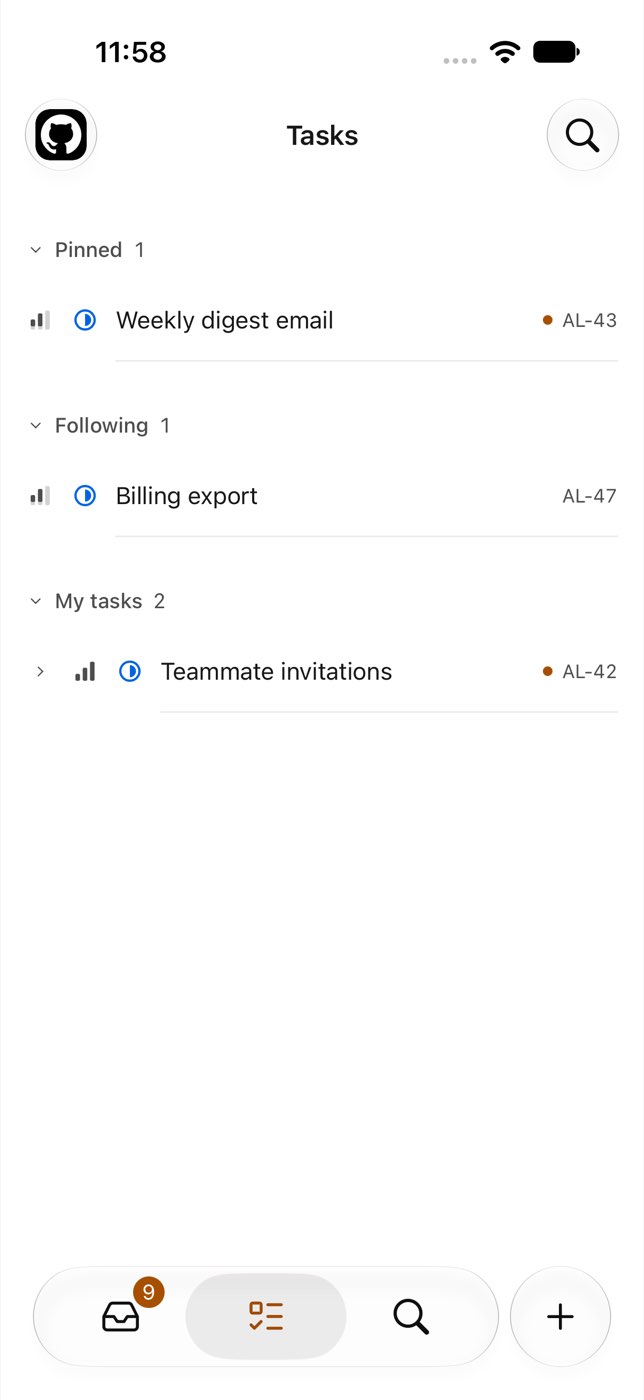 11:58
Tasks
Pinned 1
Weekly digest email AL-43
Following 1
Billing export AL-47
My tasks 2
Teammate invitations AL-42
9